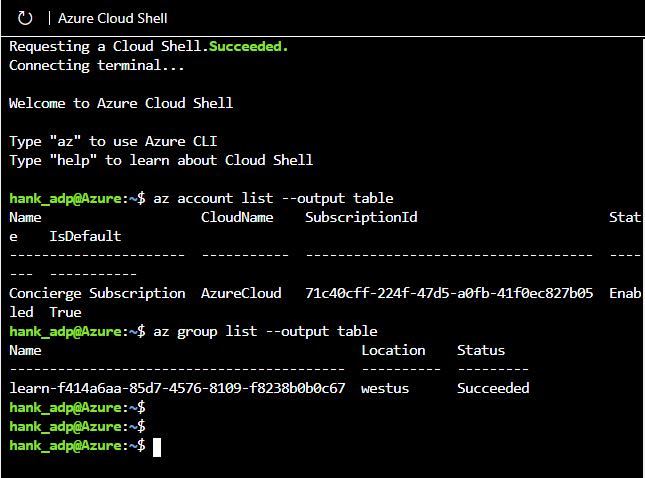 Azure Cloud Shell
Requesting a Cloud Shell.Succeeded.
Connecting terminal...
Welcome to Azure Cloud Shell
Type "az" to use Azure CLI
Type "help" to learn about Cloud Shell
hank_adp@Azure:~$ az account list --output table
Name                   CloudName    SubscriptionId                        Stat
e    IsDefault
---------------------  -----------  ------------------------------------  ----
---  -----------
Concierge Subscription  AzureCloud   71c40cff-224f-47d5-a0fb-41f0ec827b05  Enab
led  True
hank_adp@Azure:~$ az group list --output table
Name                                        Location    Status
------------------------------------------  ----------  ---------
learn-f414a6aa-85d7-4576-8109-f8238b0b0c67  westus      Succeeded
hank_adp@Azure:~$
hank_adp@Azure:~$
hank_adp@Azure:~$